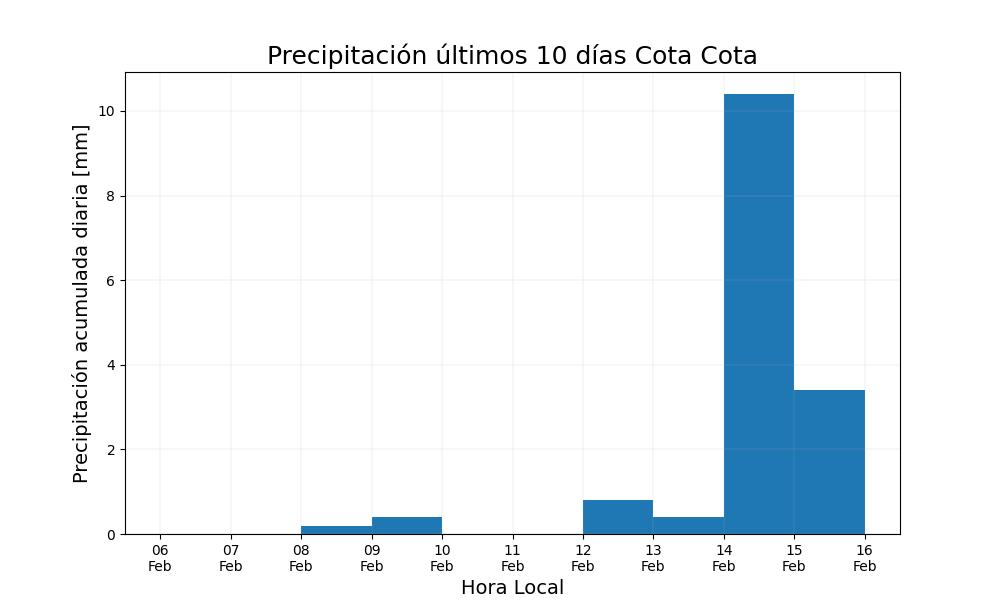 Precipitación últimos 10 días Cota Cota
Precipitación acumulada diaria [mm]
10
8
6
4
2
0
06 07 08 09 10 11 12 13 14 15 16
Feb Feb Feb Feb Feb Feb Feb Feb Feb Feb Feb
Hora Local